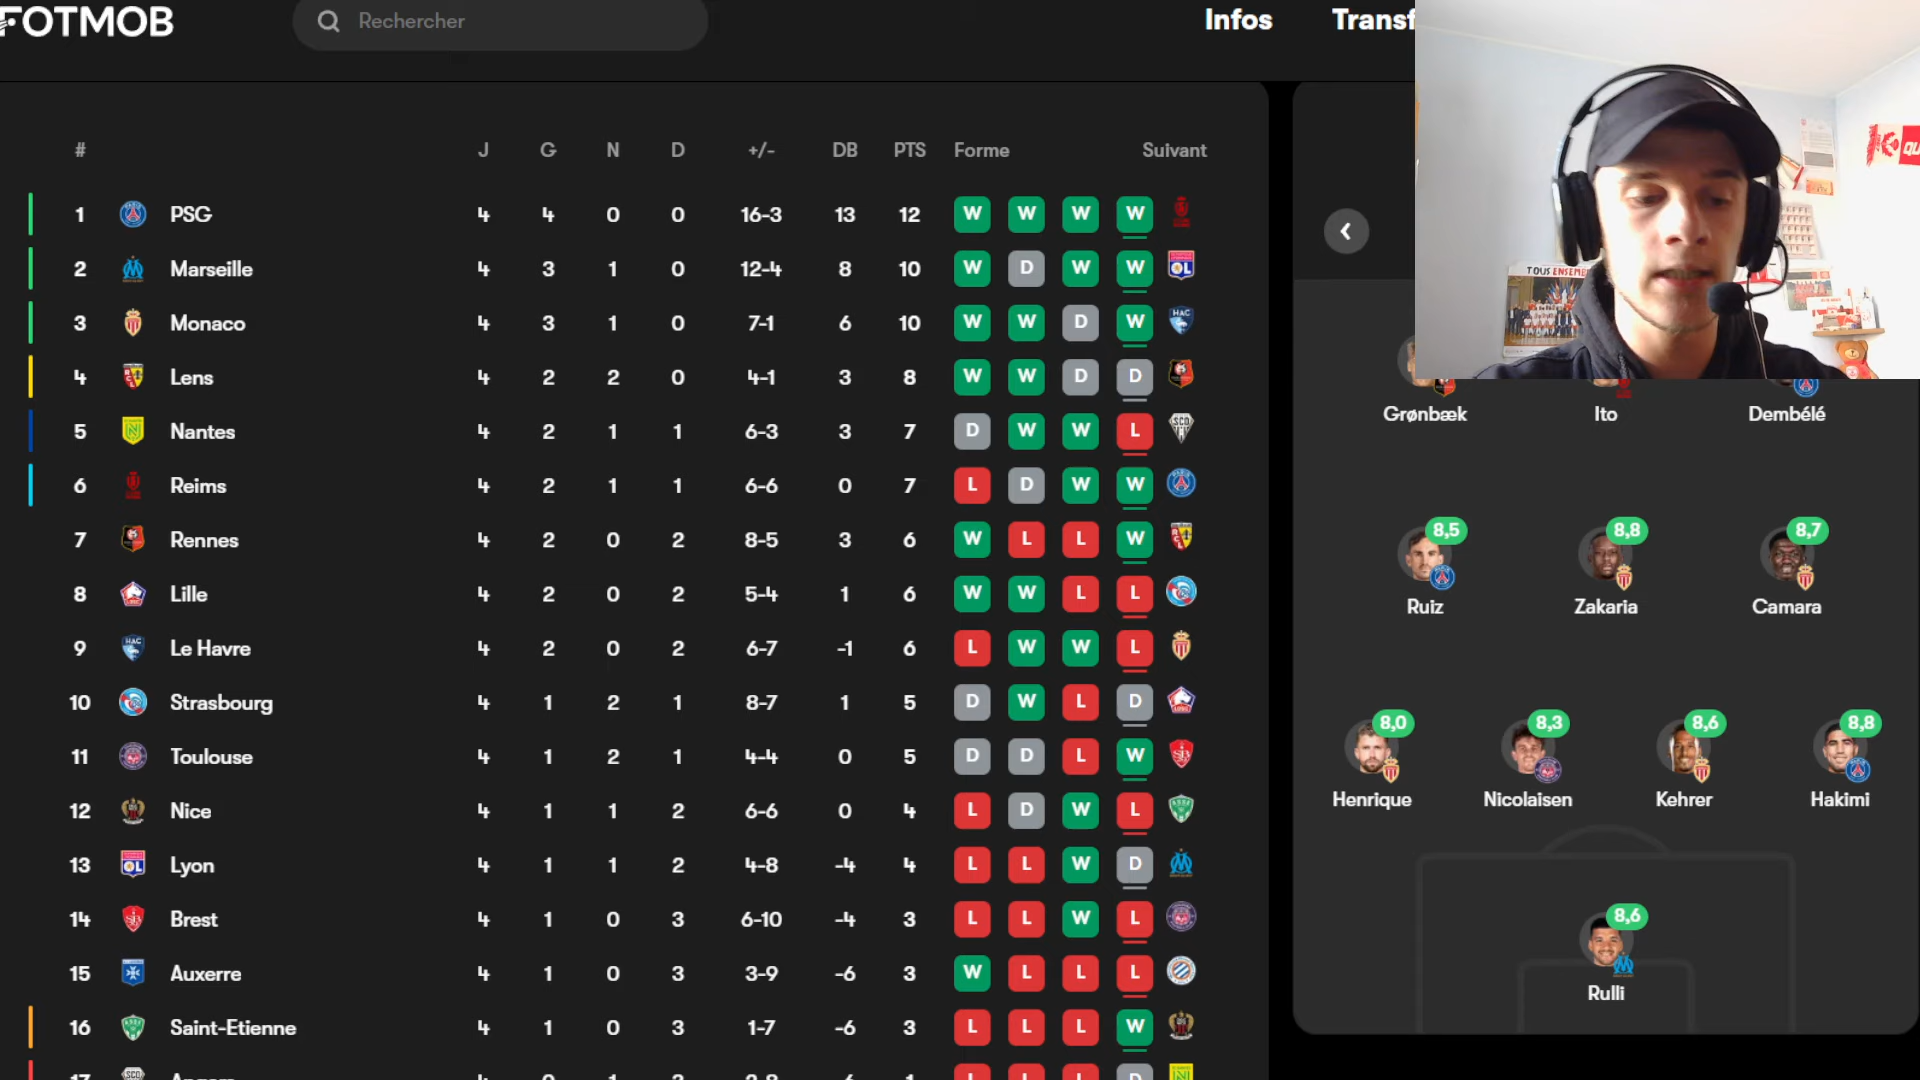 FOTMOB
Rechercher
Infos
Transf
# J G N D +/- DB PTS Forme Suivant
1 PSG 4 4 0 0 16-3 13 12 W W W W
2 Marseille 4 3 1 0 12-4 8 10 W D W W
3 Monaco 4 3 1 0 7-1 6 10 W W D W
4 Lens 4 2 2 0 4-1 3 8 W W D D
5 Nantes 4 2 1 1 6-3 3 7 D W W L
6 Reims 4 2 1 1 6-6 0 7 L D W W
7 Rennes 4 2 0 2 8-5 3 6 W L L W
8 Lille 4 2 0 2 5-4 1 6 W W L L
9 Le Havre 4 2 0 2 6-7 -1 6 L W W L
10 Strasbourg 4 1 2 1 8-7 1 5 D W L D
11 Toulouse 4 1 2 1 4-4 0 5 D D L W
12 Nice 4 1 1 2 6-6 0 4 L D W L
13 Lyon 4 1 1 2 4-8 -4 4 L L W D
14 Brest 4 1 0 3 6-10 -4 3 L L W L
15 Auxerre 4 1 0 3 3-9 -6 3 W L L L
16 Saint-Etienne 4 1 0 3 1-7 -6 3 L L L W
TOUS ENSEMB
Grønbæk Ito Dembélé
8,5 8,8 8,7
Ruiz Zakaria Camara
8,0 8,3 8,6 8,8
Henrique Nicolaisen Kehrer Hakimi
8,6
Rulli